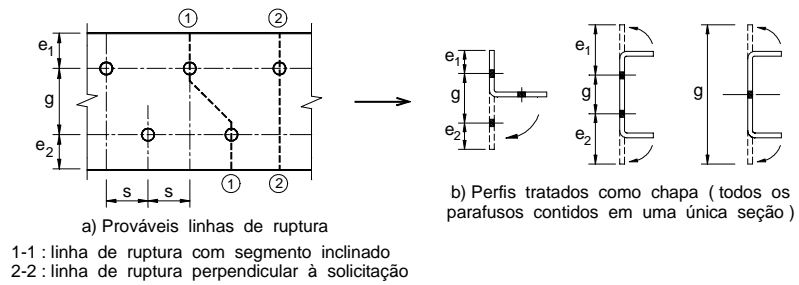 1 2
e1
g
e2
s s
1 2
a) Prováveis linhas de ruptura
1-1 : linha de ruptura com segmento inclinado
2-2 : linha de ruptura perpendicular à solicitação
e1
g
e2
e1
g
e2
g
b) Perfis tratados como chapa ( todos os
parafusos contidos em uma única seção )